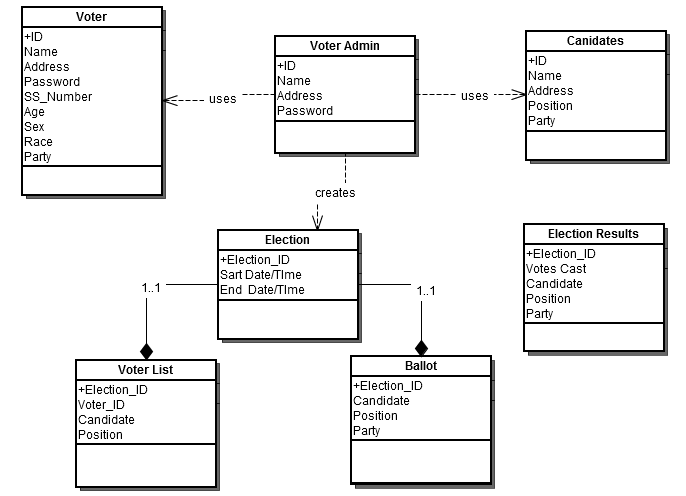 Voter
+ID
Name
Address
Password
SS_Number
Age
Sex
Race
Party
Voter Admin
+ID
Name
Address
Password
Canidates
+ID
Name
Address
Position
Party
uses
uses
creates
Election
+Election_ID
Sart Date/TIme
End Date/TIme
Election Results
+Election_ID
Votes Cast
Candidate
Position
Party
1..1
1..1
Voter List
+Election_ID
Voter_ID
Candidate
Position
Ballot
+Election_ID
Candidate
Position
Party